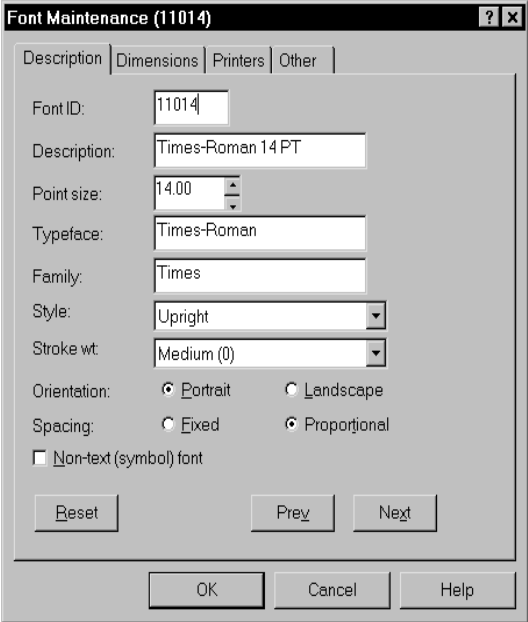 Font Maintenance (11014)
Description Dimensions Printers Other
Font ID: 11014
Description: Times-Roman 14 PT
Point size: 14.00
Typeface: Times-Roman
Family: Times
Style: Upright
Stroke wt: Medium (0)
Orientation: Portrait Landscape
Spacing: Fixed Proportional
Non-text (symbol) font
Reset Prev Next
OK Cancel Help